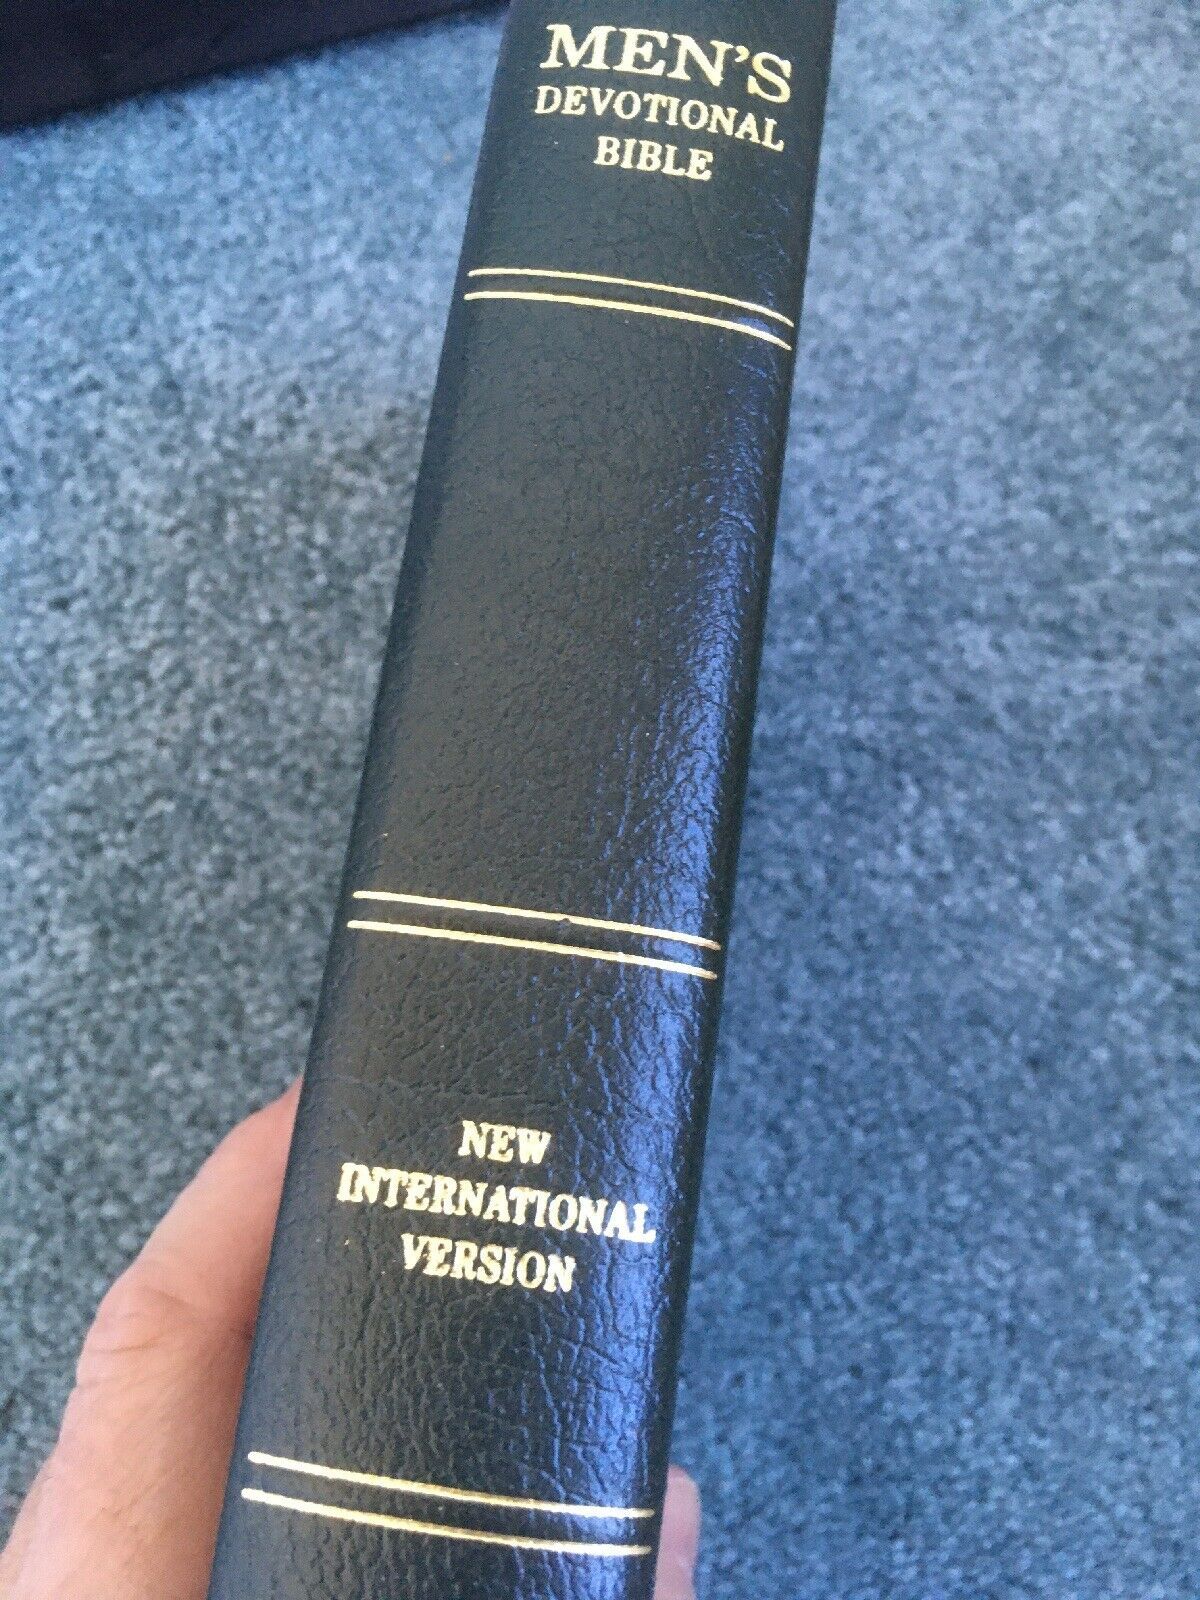 MEN'S
DEVOTIONAL
BIBLE
NEW
INTERNATIONAL
VERSION